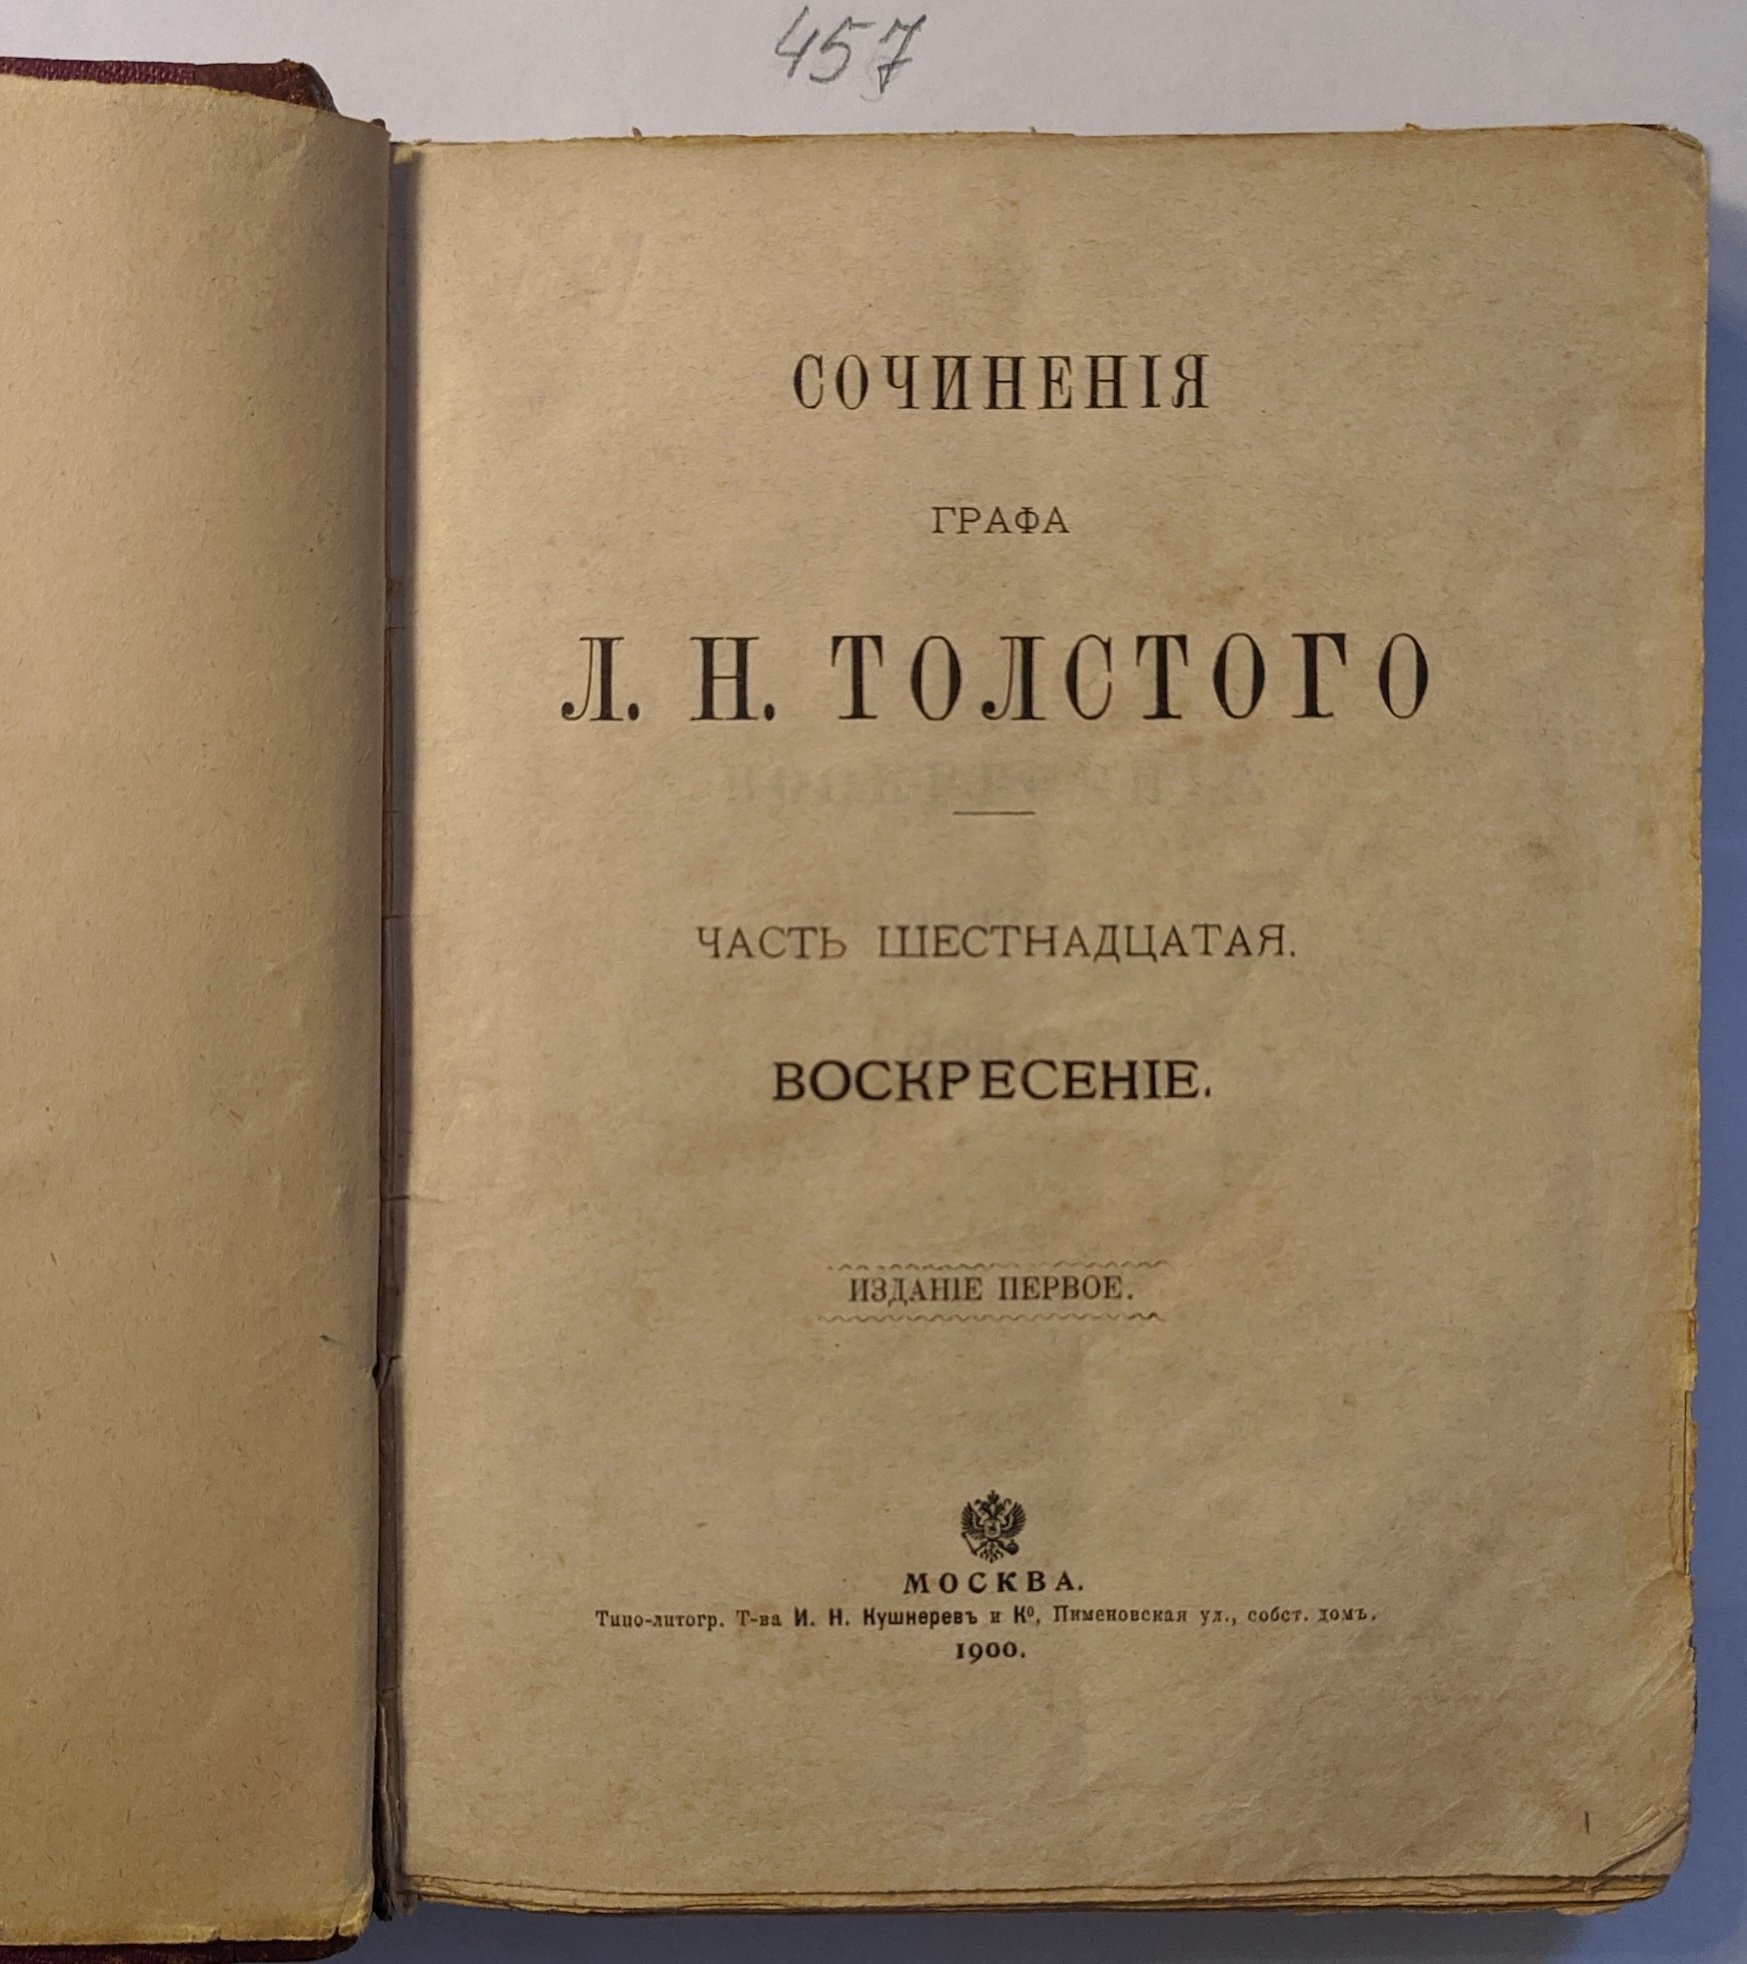 457
СОЧИНЕНІЯ
ГРАФА
Л. Н. ТОЛСТОГО
ЧАСТЬ ШЕСТНАДЦАТАЯ.
ВОСКРЕСЕНІЕ.
ИЗДАНІЕ ПЕРВОЕ.
МОСКВА.
Типо-литогр. Т-ва И. Н. Кушнеревъ и Кº, Пименовская ул., собст. домъ.
1900.